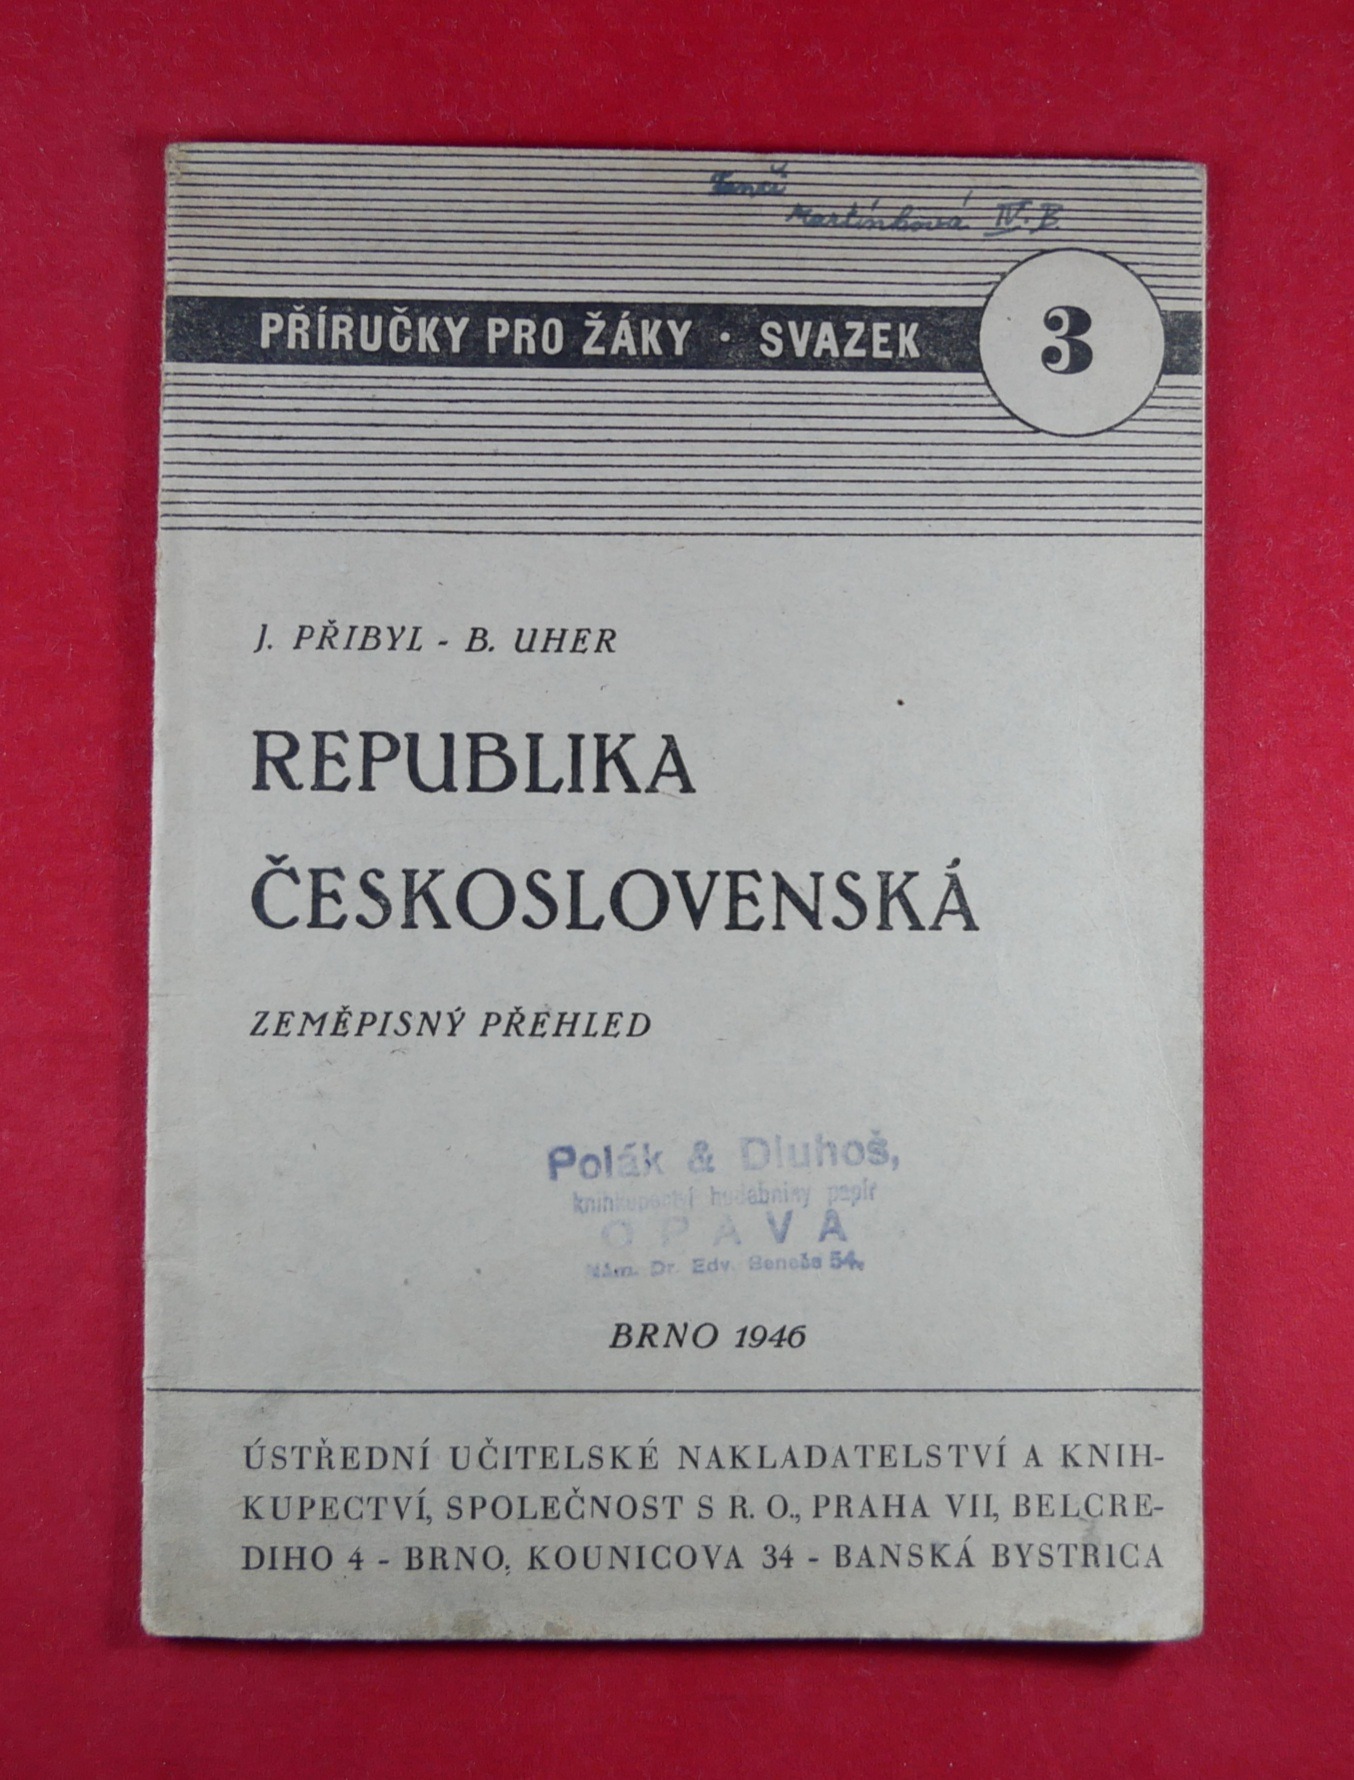 Martínková IV. B
PŘÍRUČKY PRO ŽÁKY · SVAZEK 3
J. PŘIBYL - B. UHER
REPUBLIKA
ČESKOSLOVENSKÁ
ZEMĚPISNÝ PŘEHLED
Polák & Dluhoš,
knihkupectví hudebniny papír
OPAVA
Nám. Dr. Edv. Beneše 54.
BRNO 1946
ÚSTŘEDNÍ UČITELSKÉ NAKLADATELSTVÍ A KNIH-
KUPECTVÍ, SPOLEČNOST S R. O., PRAHA VII, BELCRE-
DIHO 4 - BRNO, KOUNICOVA 34 - BANSKÁ BYSTRICA